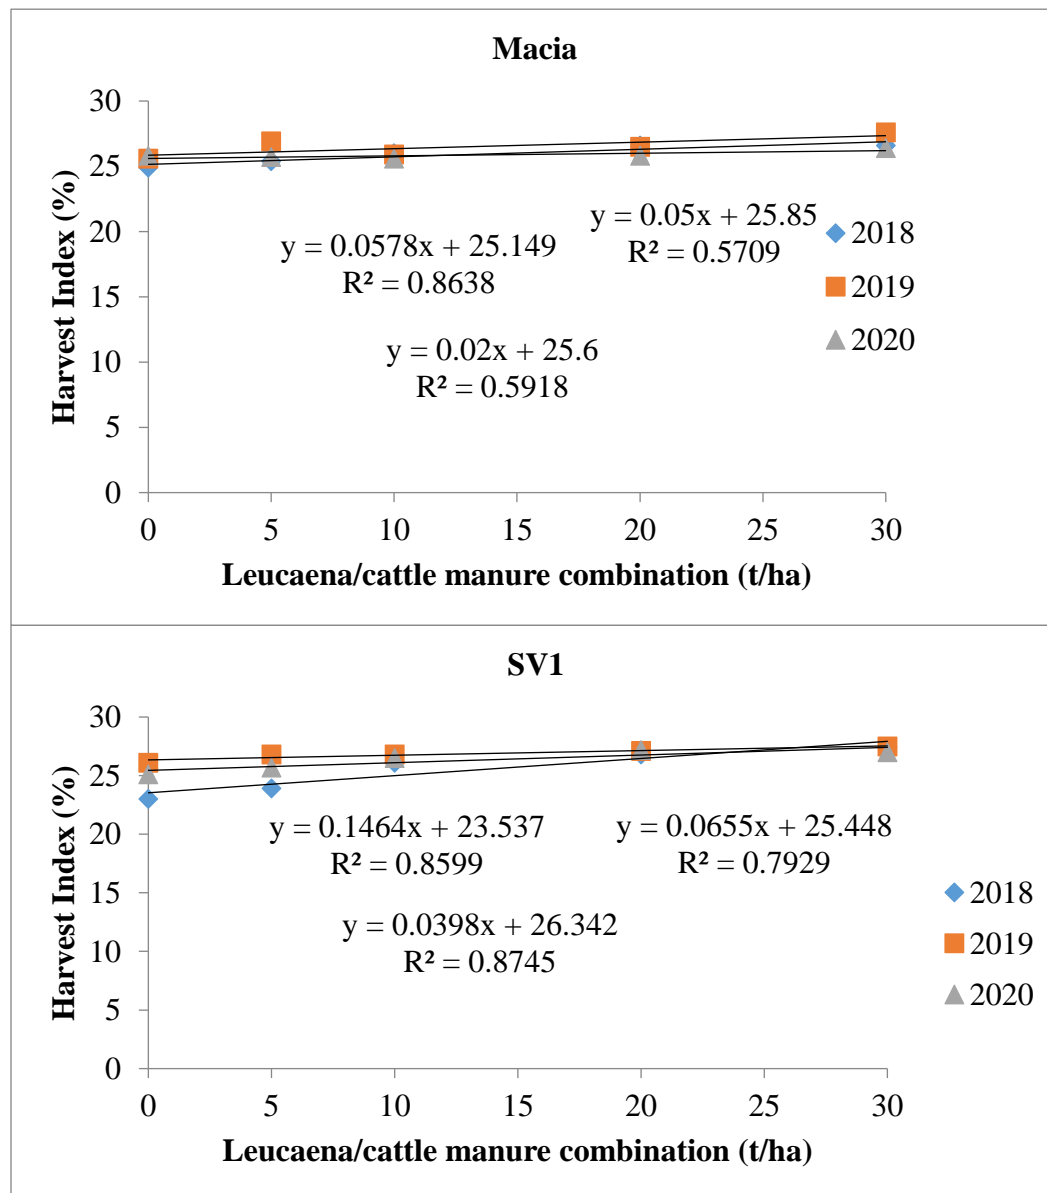 Macia
30
25
20
15
10
5
0
Harvest Index (%)
y = 0.0578x + 25.149
R² = 0.8638
y = 0.05x + 25.85
R² = 0.5709
y = 0.02x + 25.6
R² = 0.5918
2018
2019
2020
0 5 10 15 20 25 30
Leucaena/cattle manure combination (t/ha)
SV1
30
25
20
15
10
5
0
Harvest Index (%)
y = 0.1464x + 23.537
R² = 0.8599
y = 0.0655x + 25.448
R² = 0.7929
y = 0.0398x + 26.342
R² = 0.8745
2018
2019
2020
0 5 10 15 20 25 30
Leucaena/cattle manure combination (t/ha)